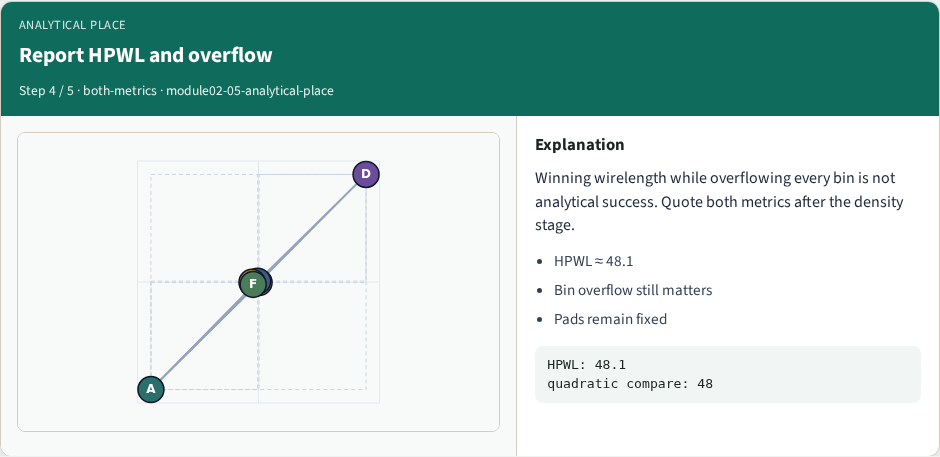 ANALYTICAL PLACE
Report HPWL and overflow
Step 4 / 5 · both-metrics · module02-05-analytical-place
D
F
A
Explanation
Winning wirelength while overflowing every bin is not
analytical success. Quote both metrics after the density
stage.
• HPWL ≈ 48.1
• Bin overflow still matters
• Pads remain fixed
HPWL: 48.1
quadratic compare: 48